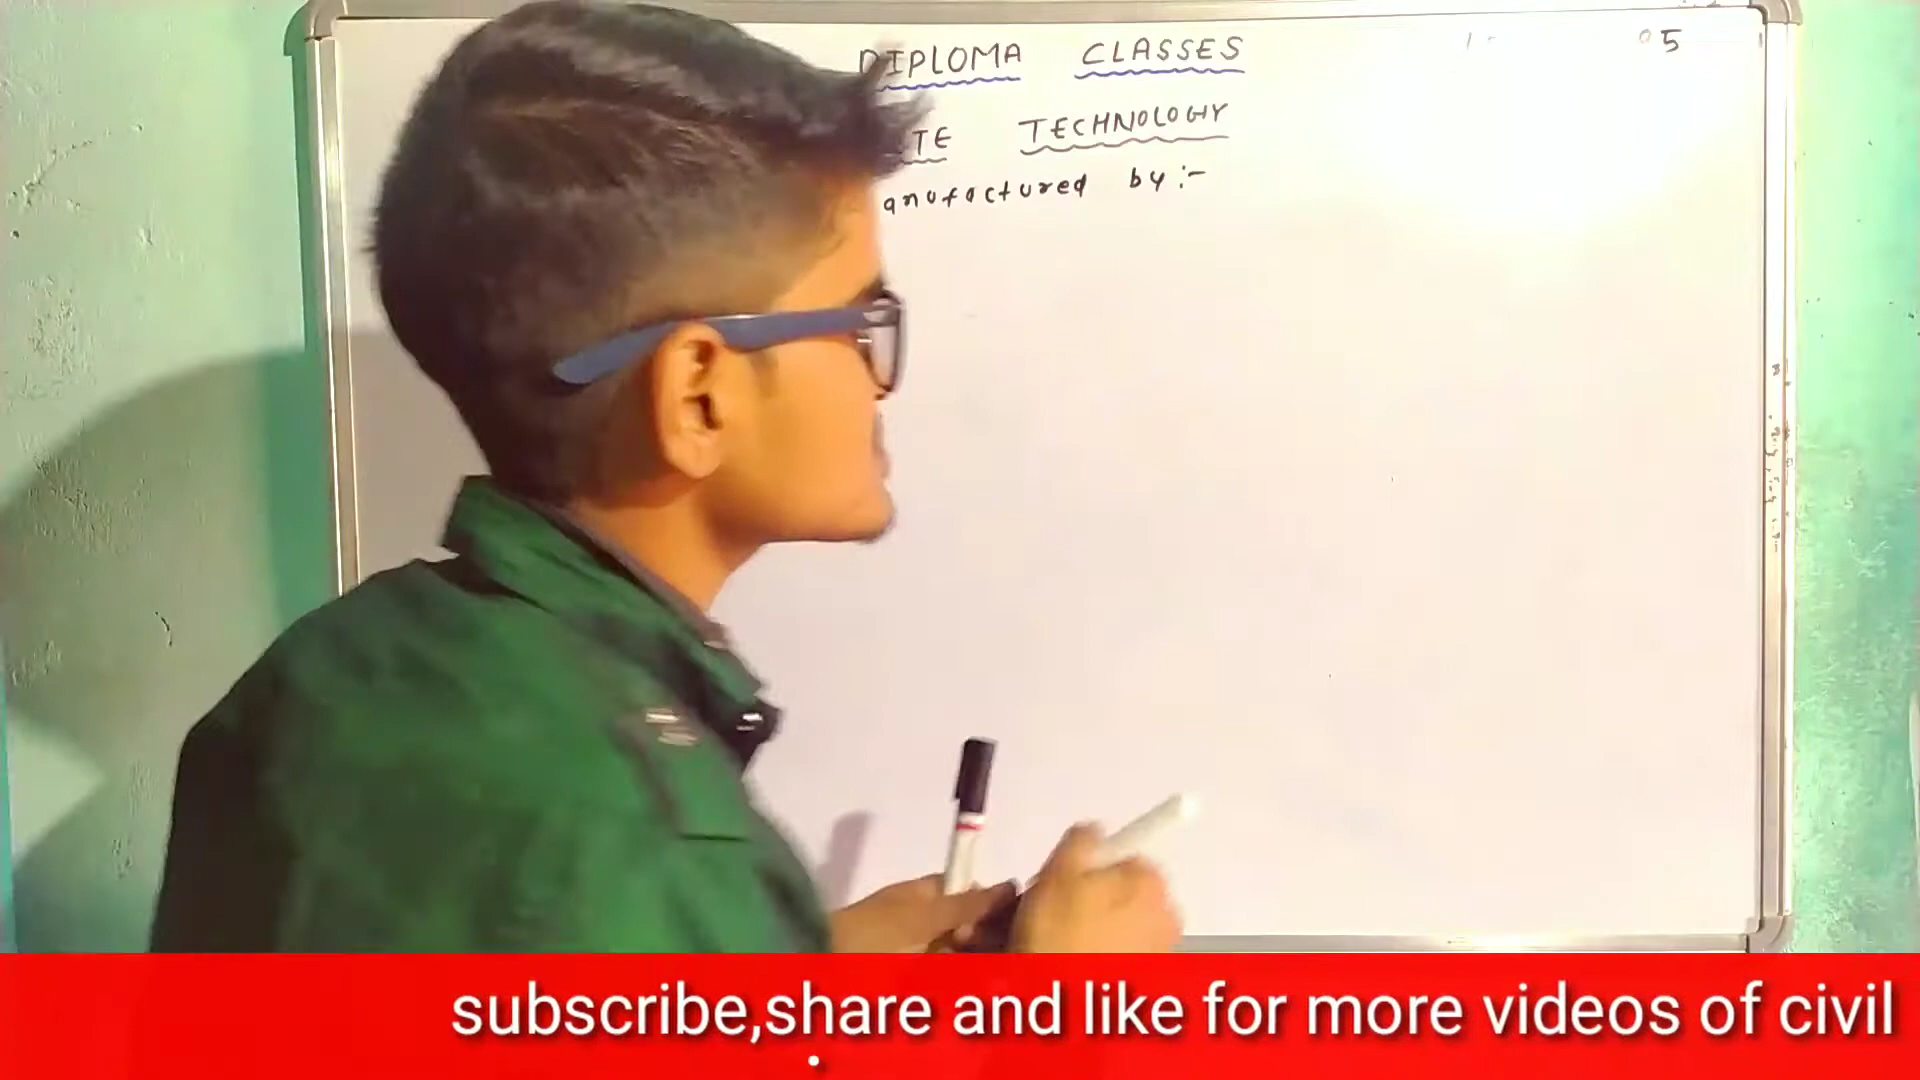 DIPLOMA CLASSES
TE TECHNOLOGY
anufactured by :-
subscribe,share and like for more videos of civil